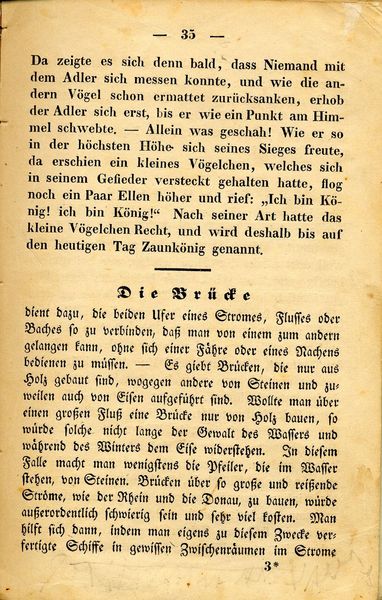 — 35 —
Da zeigte es sich denn bald, dass Niemand mit
dem Adler sich messen konnte, und wie die an-
dern Vögel schon ermattet zurücksanken, erhob
der Adler sich erst, bis er wie ein Punkt am Him-
mel schwebte. — Allein was geschah! Wie er so
in der höchsten Höhe sich seines Sieges freute,
da erschien ein kleines Vögelchen, welches sich
in seinem Gefieder versteckt gehalten hatte, flog
noch ein Paar Ellen höher und rief: „Ich bin Kö-
nig! ich bin König!“ Nach seiner Art hatte das
kleine Vögelchen Recht, und wird deshalb bis auf
den heutigen Tag Zaunkönig genannt.
Die Brücke
dient dazu, die beiden Ufer eines Stromes, Flusses oder
Baches so zu verbinden, daß man von einem zum andern
gelangen kann, ohne sich einer Fähre oder eines Nachens
bedienen zu müssen. — Es giebt Brücken, die nur aus
Holz gebaut sind, wogegen andere von Steinen und zu-
weilen auch von Eisen aufgeführt sind. Wollte man über
einen großen Fluß eine Brücke nur von Holz bauen, so
würde solche nicht lange der Gewalt des Wassers und
während des Winters dem Eise widerstehen. In diesem
Falle macht man wenigstens die Pfeiler, die im Wasser
stehen, von Steinen. Brücken über so große und reißende
Ströme, wie der Rhein und die Donau, zu bauen, würde
außerordentlich schwierig sein und sehr viel kosten. Man
hilft sich dann, indem man eigens zu diesem Zwecke ver-
fertigte Schiffe in gewissen Zwischenräumen im Strome
3*